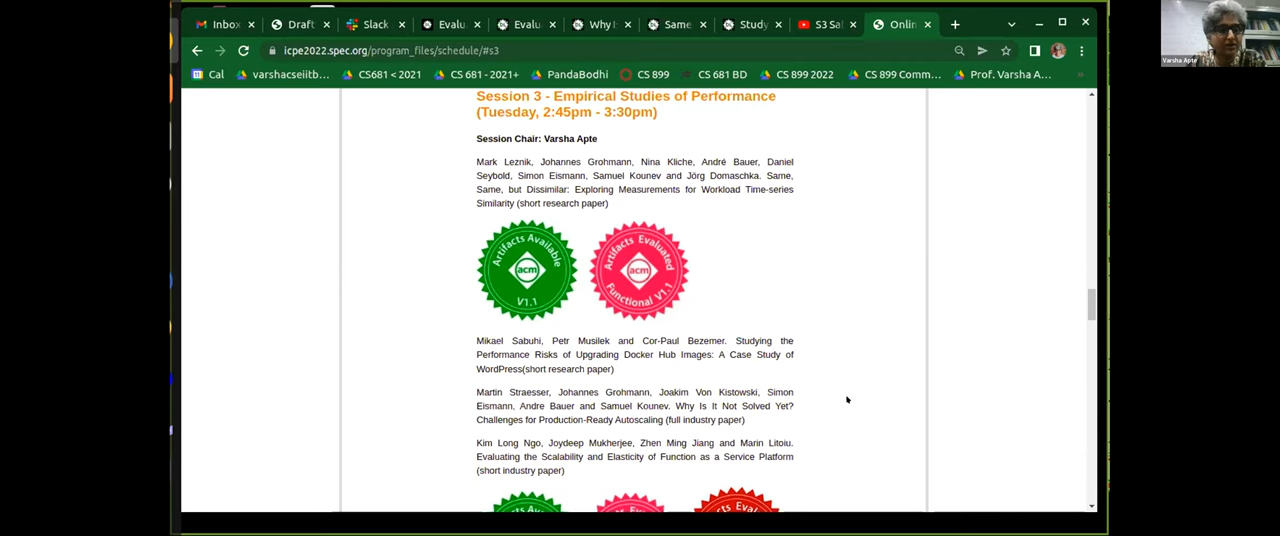 Inbox
Draft
Slack
Evalu
Evalu
Why I
Same
Study
S3 Sal
Onlin
icpe2022.spec.org/program_files/schedule/#s3
Cal
varshacseiitb...
CS681 < 2021
CS 681 - 2021+
PandaBodhi
CS 899
CS 681 BD
CS 899 2022
CS 899 Comm...
Prof. Varsha A...
Varsha Apte
Session 3 - Empirical Studies of Performance
(Tuesday, 2:45pm - 3:30pm)
Session Chair: Varsha Apte
Mark Leznik, Johannes Grohmann, Nina Kliche, André Bauer, Daniel
Seybold, Simon Eismann, Samuel Kounev and Jörg Domaschka. Same,
Same, but Dissimilar: Exploring Measurements for Workload Time-series
Similarity (short research paper)
Artifacts Available
acm
V1.1
Artifacts Evaluated
acm
Functional V1.1
Mikael Sabuhi, Petr Musilek and Cor-Paul Bezemer. Studying the
Performance Risks of Upgrading Docker Hub Images: A Case Study of
WordPress(short research paper)
Martin Straesser, Johannes Grohmann, Joakim Von Kistowski, Simon
Eismann, Andre Bauer and Samuel Kounev. Why Is It Not Solved Yet?
Challenges for Production-Ready Autoscaling (full industry paper)
Kim Long Ngo, Joydeep Mukherjee, Zhen Ming Jiang and Marin Litoiu.
Evaluating the Scalability and Elasticity of Function as a Service Platform
(short industry paper)